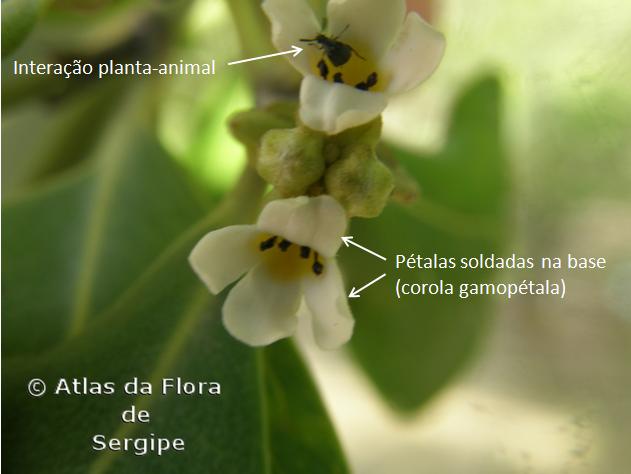 Interação planta-animal
Pétalas soldadas na base
(corola gamopétala)
© Atlas da Flora
de
Sergipe